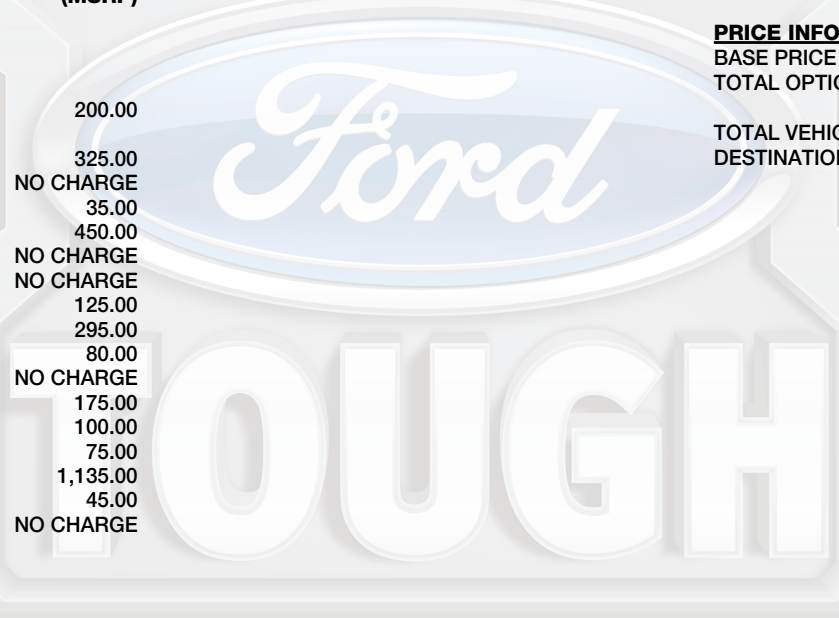 (MSRP)
200.00
325.00
NO CHARGE
35.00
450.00
NO CHARGE
NO CHARGE
125.00
295.00
80.00
NO CHARGE
175.00
100.00
75.00
1,135.00
45.00
NO CHARGE
PRICE INFO
BASE PRICE
TOTAL OPTIO
TOTAL VEHIC
DESTINATION
Ford
TOUGH